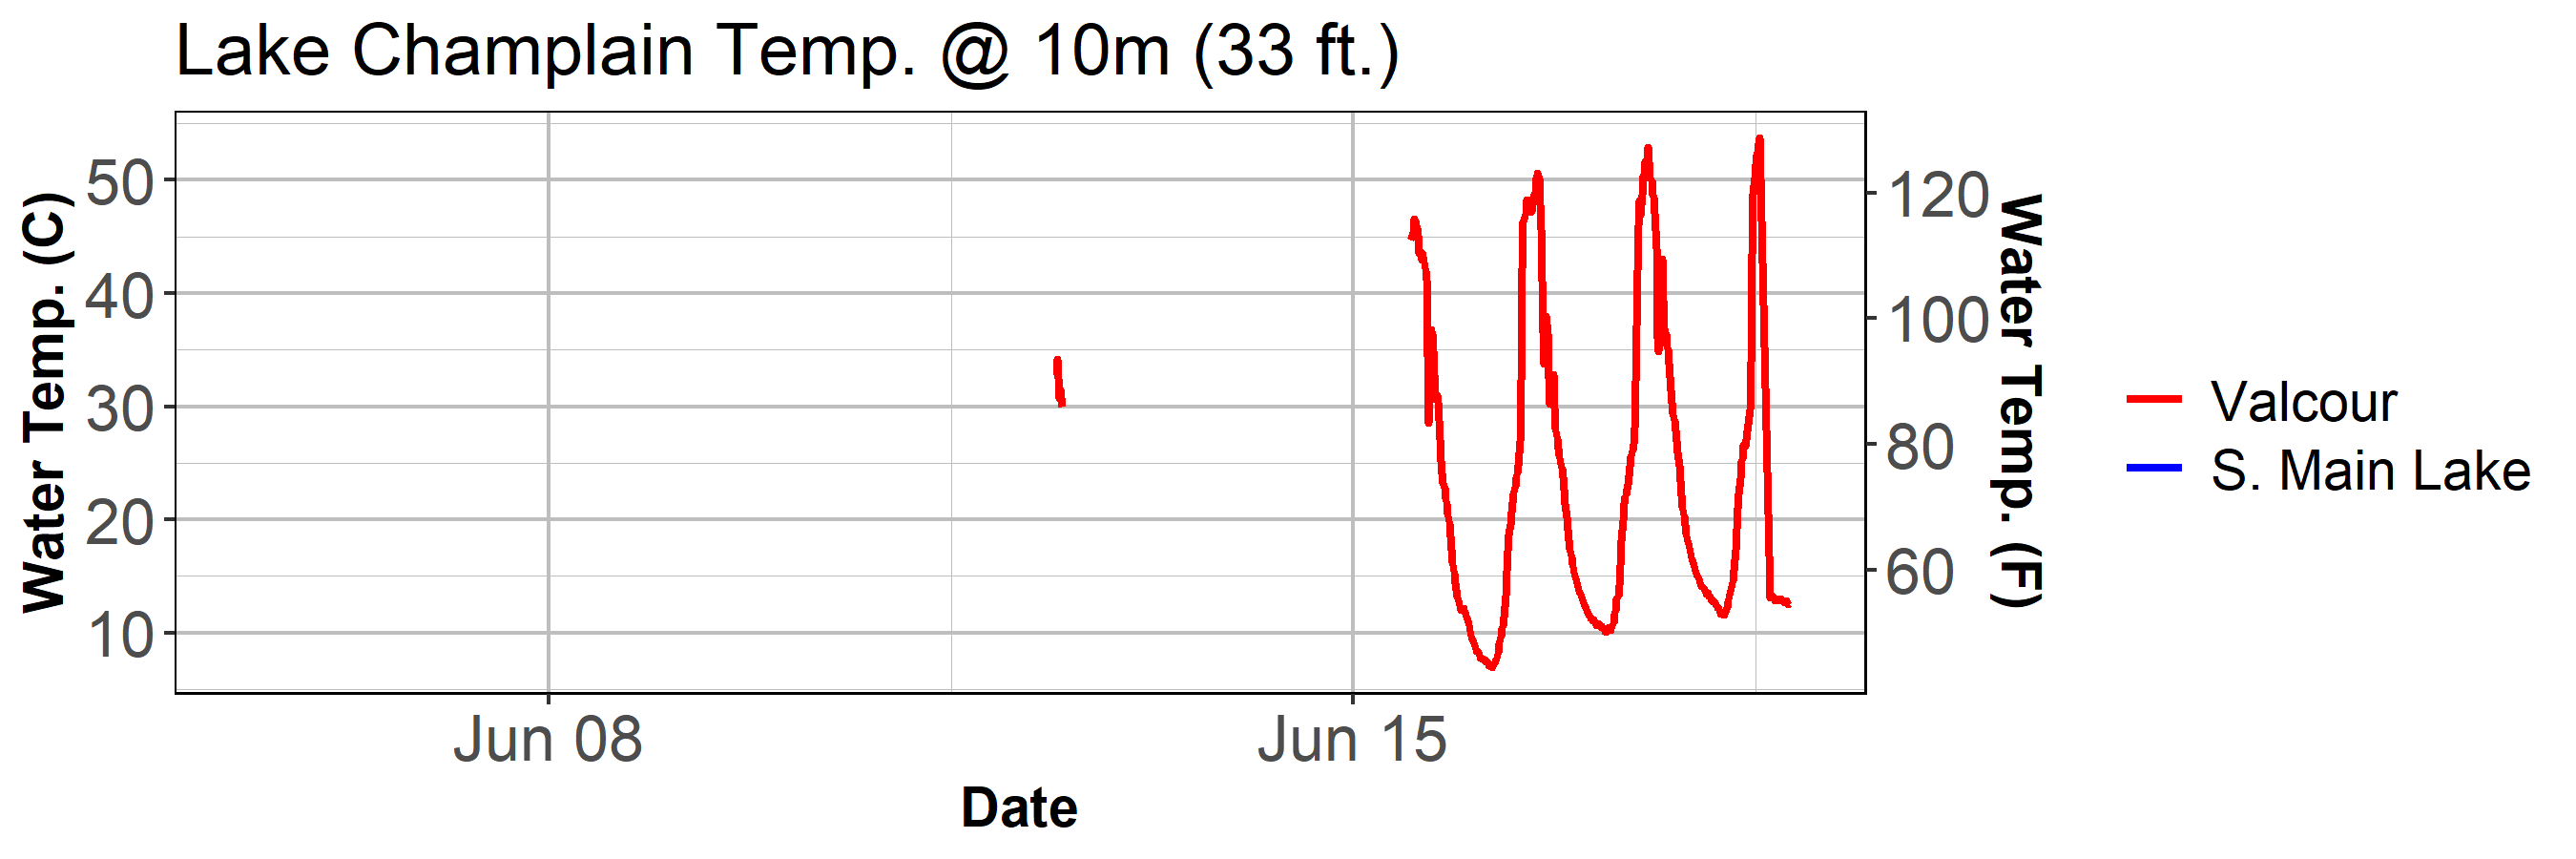 Lake Champlain Temp. @ 10m (33 ft.)
Water Temp. (C)
50
40
30
20
10
120
100
80
60
Water Temp. (F)
Valcour
S. Main Lake
Jun 08
Jun 15
Date